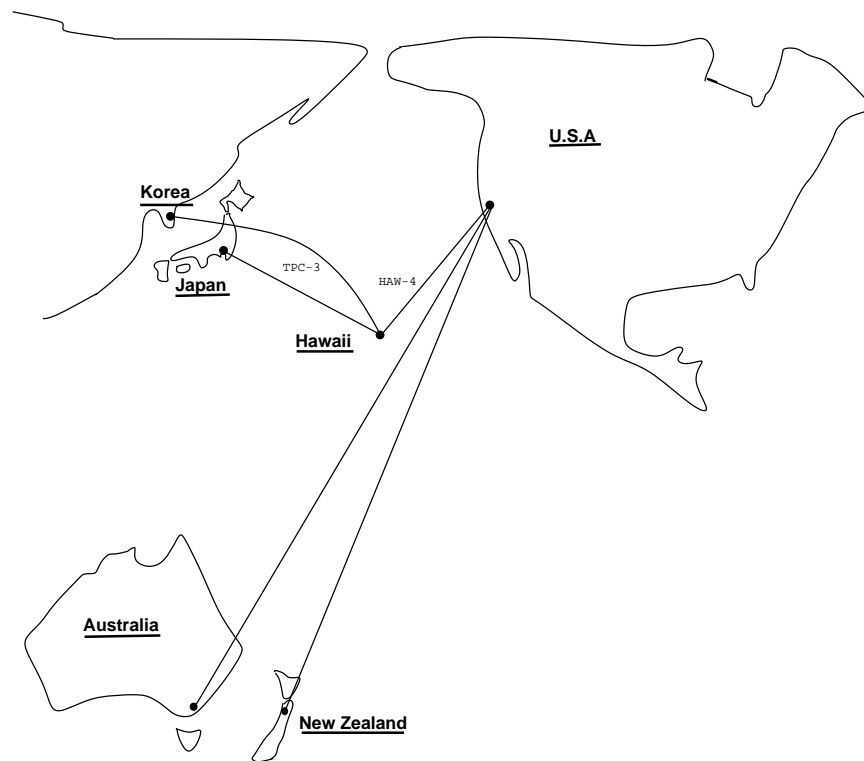 U.S.A
Korea
TPC-3
HAW-4
Japan
Hawaii
Australia
New Zealand